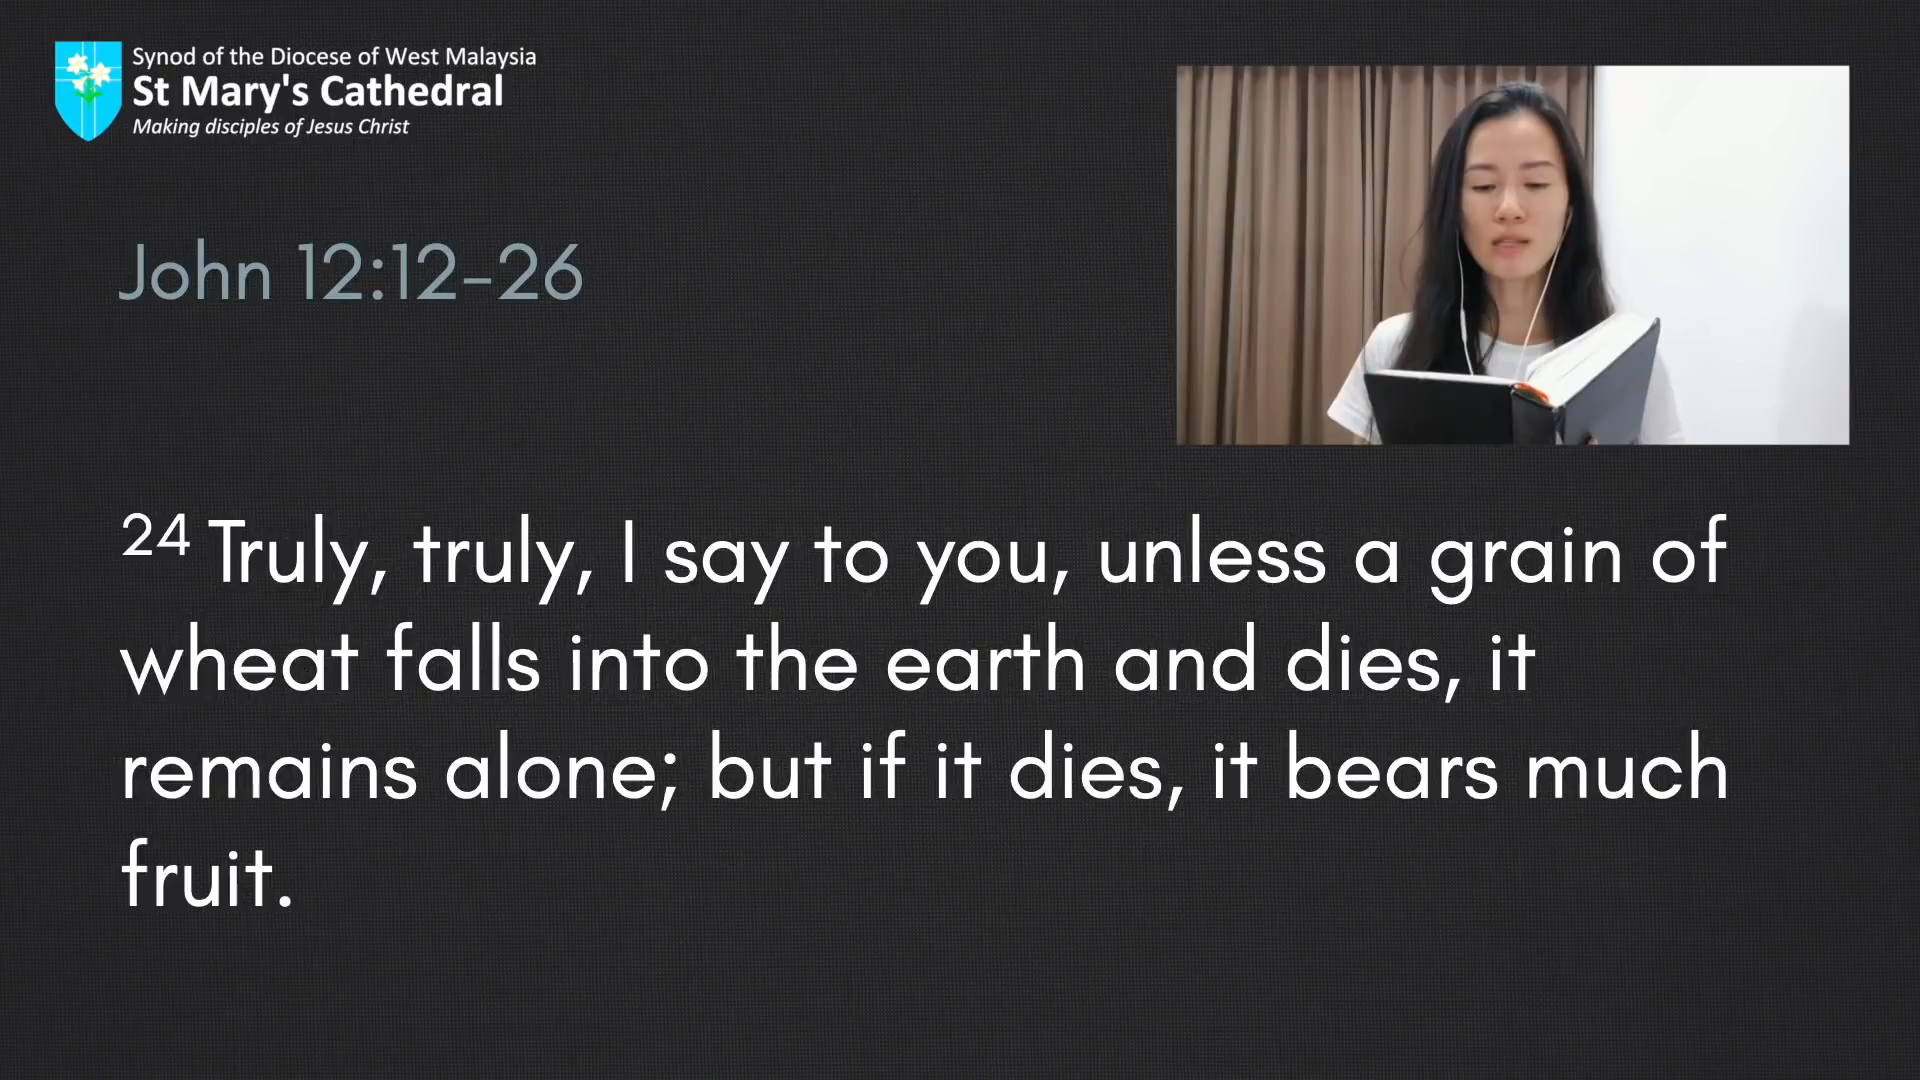 Synod of the Diocese of West Malaysia
St Mary's Cathedral
Making disciples of Jesus Christ
John 12:12-26
24 Truly, truly, I say to you, unless a grain of
wheat falls into the earth and dies, it
remains alone; but if it dies, it bears much
fruit.